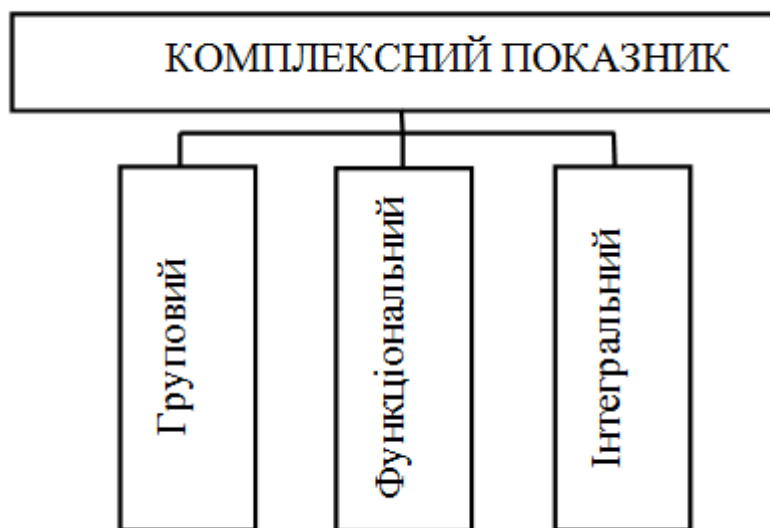 КОМПЛЕКСНИЙ ПОКАЗНИК
Груповий
Функціональний
Інтегральний